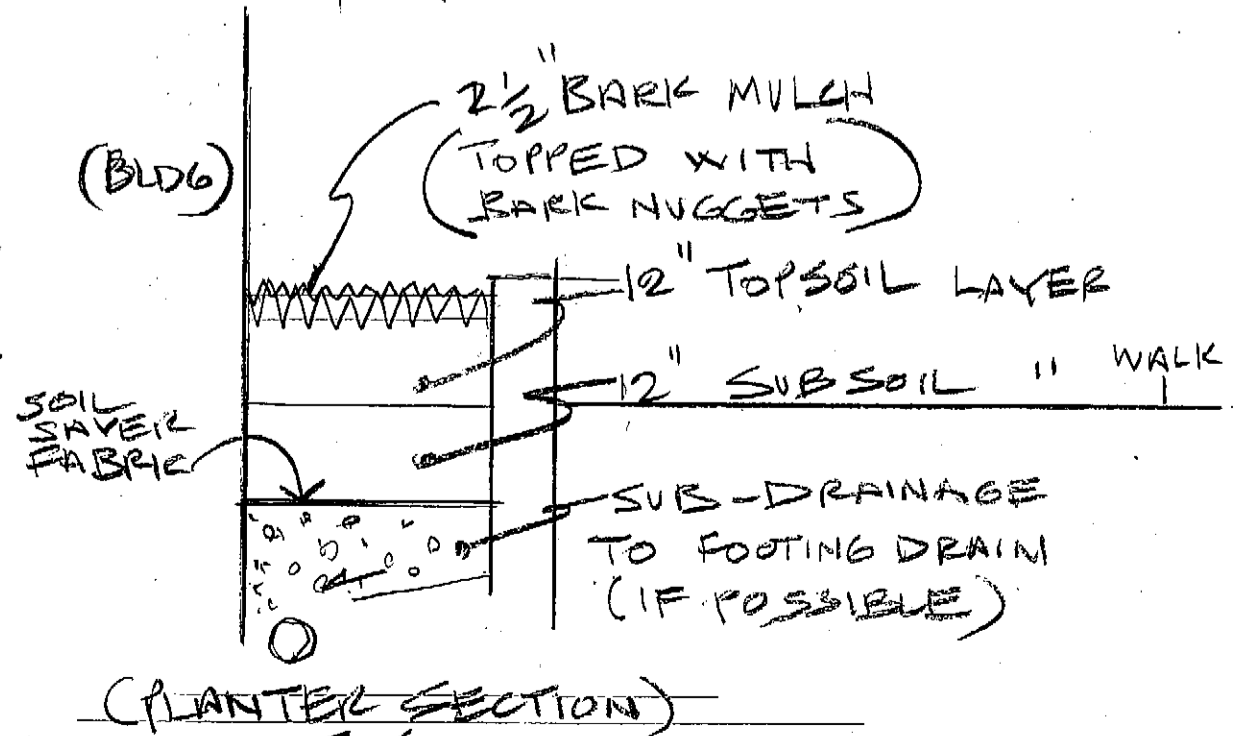 2½" BARK MULCH
(BLDG)
(TOPPED WITH
BARK NUGGETS)
12" TOPSOIL LAYER
12" SUBSOIL "
WALK
SOIL
SAVER
FABRIC
SUB-DRAINAGE
TO FOOTING DRAIN
(IF POSSIBLE)
(PLANTER SECTION)